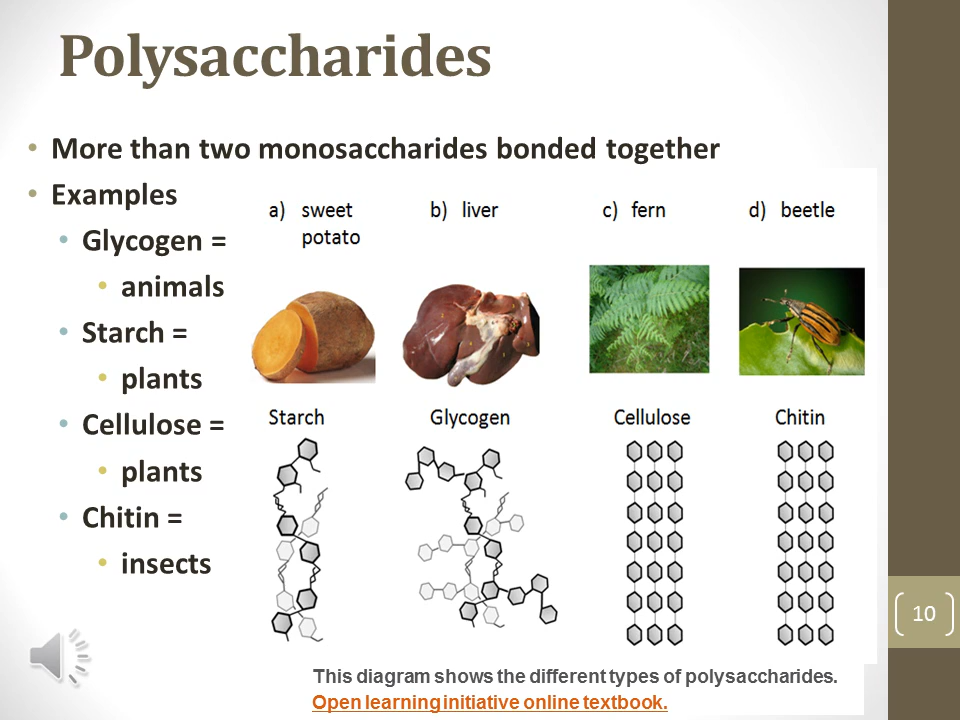 Polysaccharides
• More than two monosaccharides bonded together
• Examples
• Glycogen =
• animals
• Starch =
• plants
• Cellulose =
• plants
• Chitin =
• insects
a) sweet potato
b) liver
c) fern
d) beetle
Starch
Glycogen
Cellulose
Chitin
This diagram shows the different types of polysaccharides.
Open learning initiative online textbook.
10